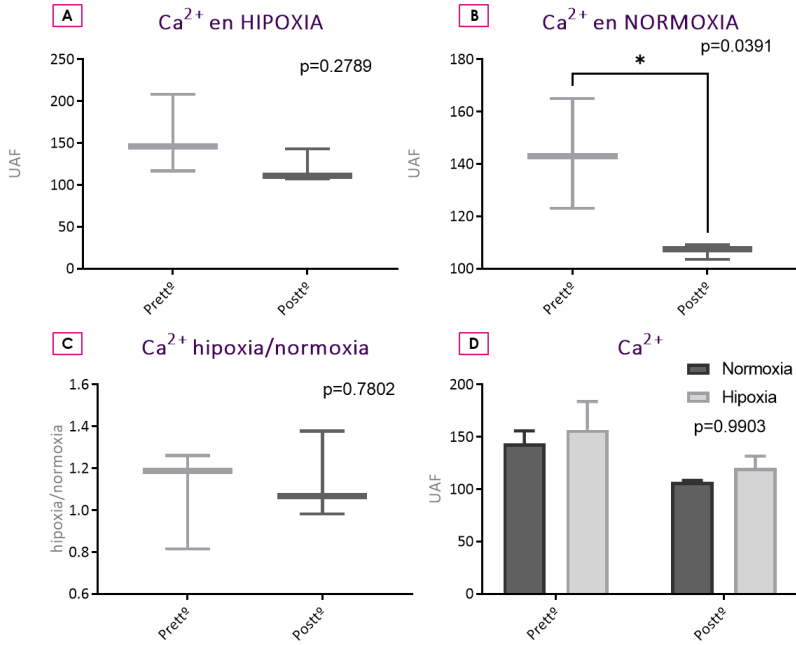 A
Ca²⁺ en HIPOXIA
p=0.2789
250
200
150
100
50
0
UAF
Prettº
Posttº
B
Ca²⁺ en NORMOXIA
p=0.0391
*
180
160
140
120
100
UAF
Prettº
Posttº
C
Ca²⁺ hipoxia/normoxia
p=0.7802
1.6
1.4
1.2
1.0
0.8
0.6
hipoxia/normoxia
Prettº
Posttº
D
Ca²⁺
Normoxia
Hipoxia
p=0.9903
200
150
100
50
0
UAF
Prettº
Posttº